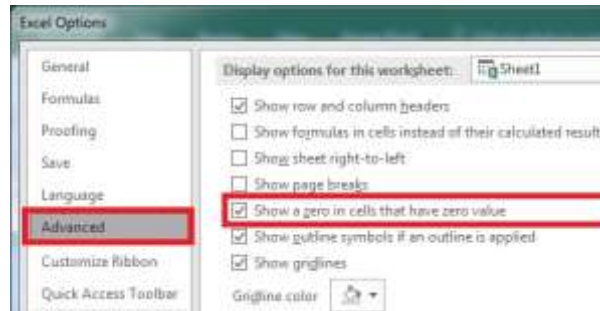 Excel Options
General
Formulas
Proofing
Save
Language
Advanced
Customize Ribbon
Quick Access Toolbar
Display options for this worksheet: Sheet1
Show row and column headers
Show formulas in cells instead of their calculated result
Show sheet right-to-left
Show page breaks
Show a zero in cells that have zero value
Show outline symbols if an outline is applied
Show gridlines
Gridline color